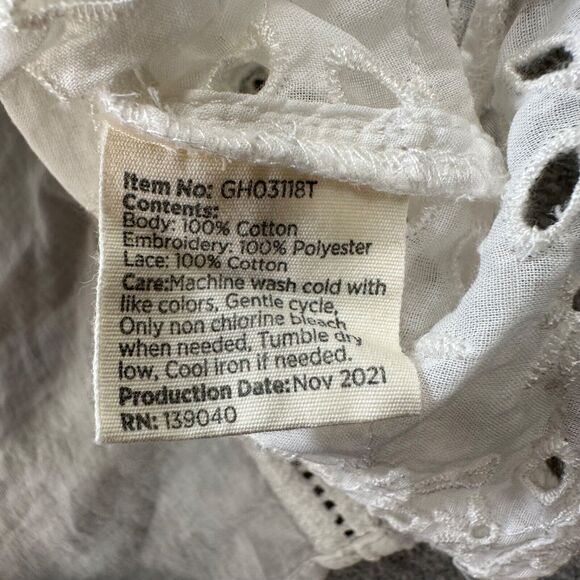 Item No: GH03118T
Contents:
Body: 100% Cotton
Embroidery: 100% Polyester
Lace: 100% Cotton
Care:Machine wash cold with
like colors, Gentle cycle,
Only non chlorine bleach
when needed, Tumble dry
low, Cool iron if needed.
Production Date:Nov 2021
RN: 139040